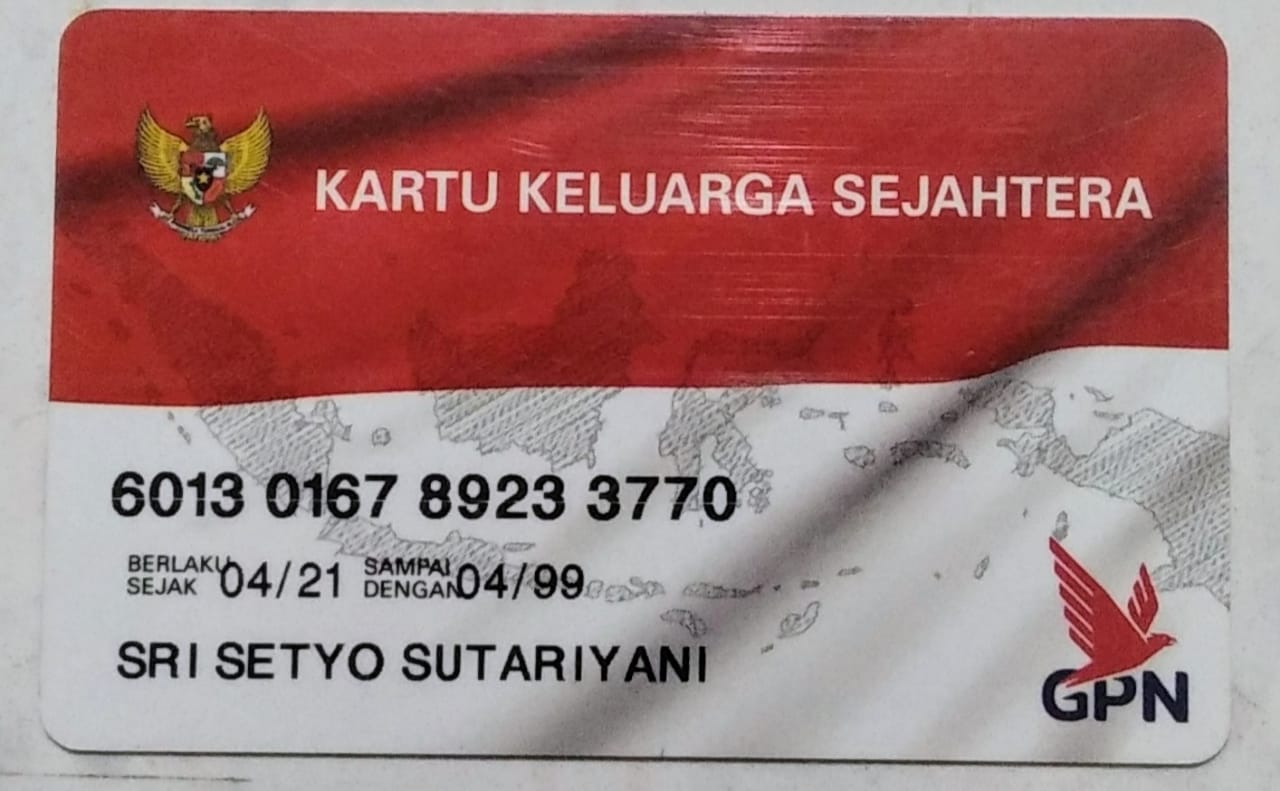 KARTU KELUARGA SEJAHTERA
6013 0167 8923 3770
BERLAKU SEJAK 04/21 SAMPAI DENGAN 04/99
SRI SETYO SUTARIYANI
GPN